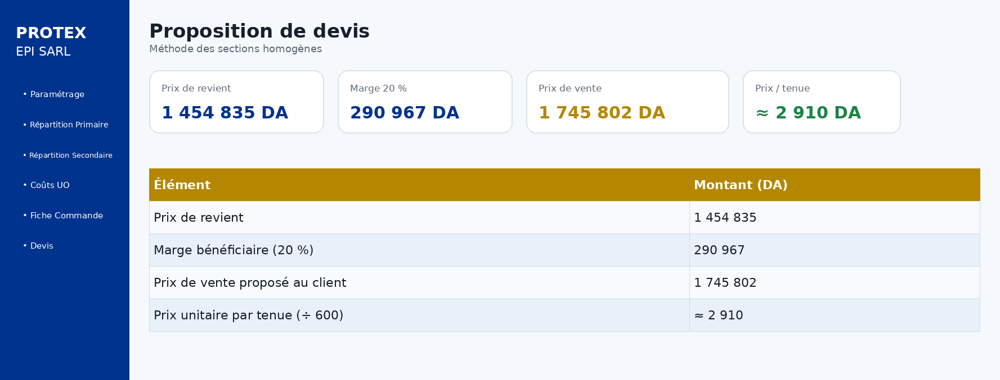 PROTEX
EPI SARL
• Paramétrage
• Répartition Primaire
• Répartition Secondaire
• Coûts UO
• Fiche Commande
• Devis
Proposition de devis
Méthode des sections homogènes
Prix de revient
1 454 835 DA
Marge 20 %
290 967 DA
Prix de vente
1 745 802 DA
Prix / tenue
≈ 2 910 DA
Élément Montant (DA)
Prix de revient 1 454 835
Marge bénéficiaire (20 %) 290 967
Prix de vente proposé au client 1 745 802
Prix unitaire par tenue (÷ 600) ≈ 2 910